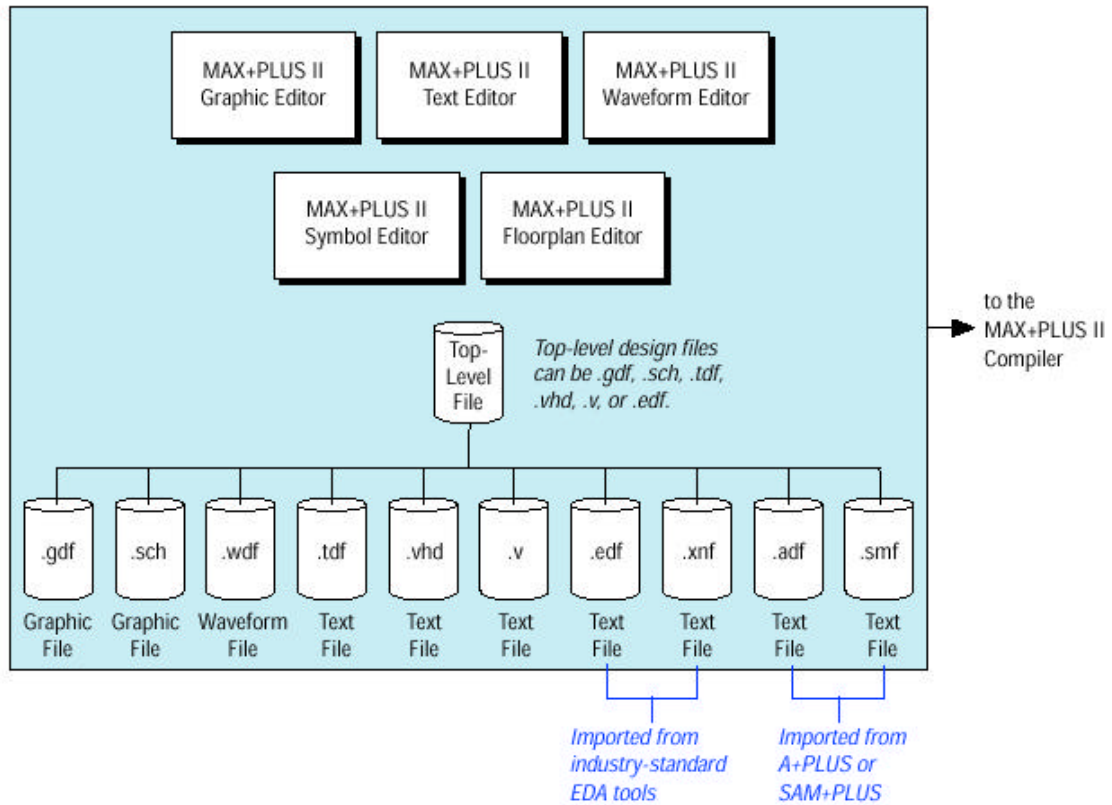 MAX+PLUS II
Graphic Editor
MAX+PLUS II
Text Editor
MAX+PLUS II
Waveform Editor
MAX+PLUS II
Symbol Editor
MAX+PLUS II
Floorplan Editor
to the
MAX+PLUS II
Compiler
Top-
Level
File
Top-level design files
can be .gdf, .sch, .tdf,
.vhd, .v, or .edf.
.gdf
.sch
.wdf
.tdf
.vhd
.v
.edf
.xnf
.adf
.smf
Graphic
File
Graphic
File
Waveform
File
Text
File
Text
File
Text
File
Text
File
Text
File
Text
File
Text
File
Imported from
industry-standard
EDA tools
Imported from
A+PLUS or
SAM+PLUS